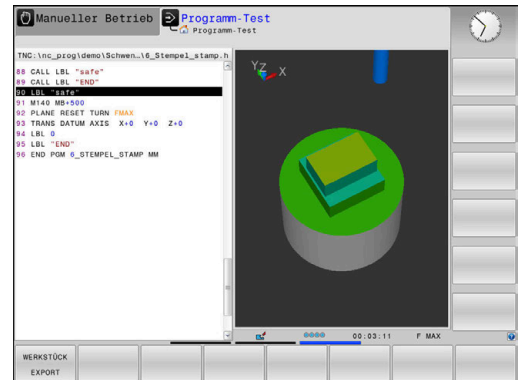 Manueller Betrieb
Programm-Test
Programm-Test
TNC:\nc_prog\demo\Schwen…\6_Stempel_stamp.h
88 CALL LBL "safe"
89 CALL LBL "END"
90 LBL "safe"
91 M140 MB+500
92 PLANE RESET TURN FMAX
93 TRANS DATUM AXIS X+0 Y+0 Z+0
94 LBL 0
95 LBL "END"
96 END PGM 6_STEMPEL_STAMP MM
Y Z X
00:03:11 F MAX
WERKSTÜCK
EXPORT